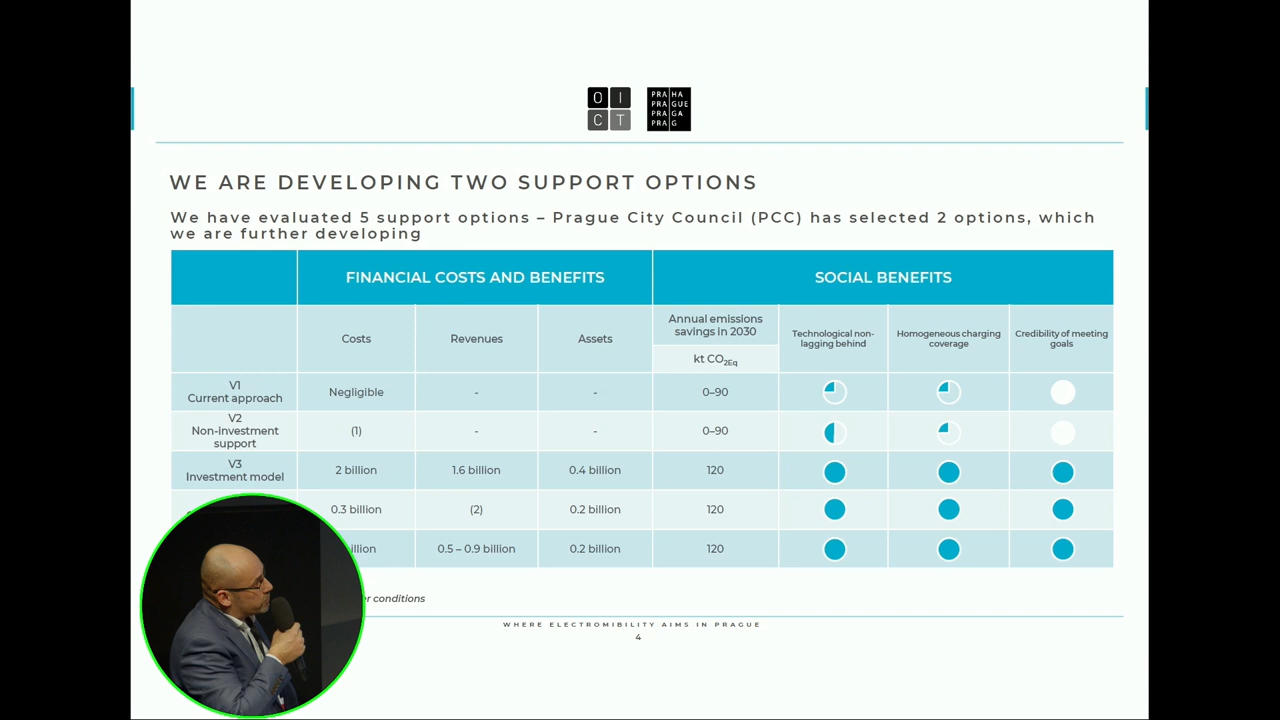 O I
C T
PRA HA
PRA GUE
PRA GA
PRA G
WE ARE DEVELOPING TWO SUPPORT OPTIONS
We have evaluated 5 support options – Prague City Council (PCC) has selected 2 options, which
we are further developing
FINANCIAL COSTS AND BENEFITS SOCIAL BENEFITS
Costs Revenues Assets
Annual emissions
savings in 2030
kt CO2Eq
Technological non-
lagging behind
Homogeneous charging
coverage
Credibility of meeting
goals
V1
Current approach
Negligible - - 0–90
V2
Non-investment
support
(1) - - 0–90
V3
Investment model
2 billion 1.6 billion 0.4 billion 120
0.3 billion (2) 0.2 billion 120
0.5 – 0.9 billion 0.2 billion 120
conditions
WHERE ELECTROMIBILITY AIMS IN PRAGUE
4